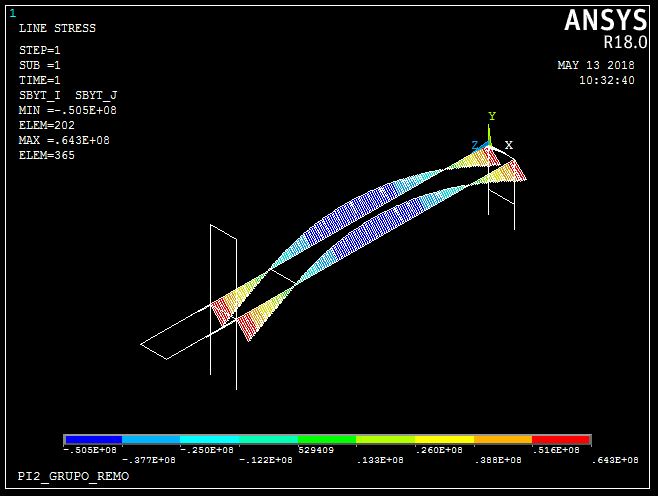 1
ANSYS
R18.0
LINE STRESS
STEP=1
SUB =1
TIME=1
SBYT_I SBYT_J
MIN =-.505E+08
ELEM=202
MAX =.643E+08
ELEM=365
MAY 13 2018
10:32:40
Y
Z X
-.505E+08 -.250E+08 529409 .260E+08 .516E+08
-.377E+08 -.122E+08 .133E+08 .388E+08 .643E+08
PI2_GRUPO_REMO